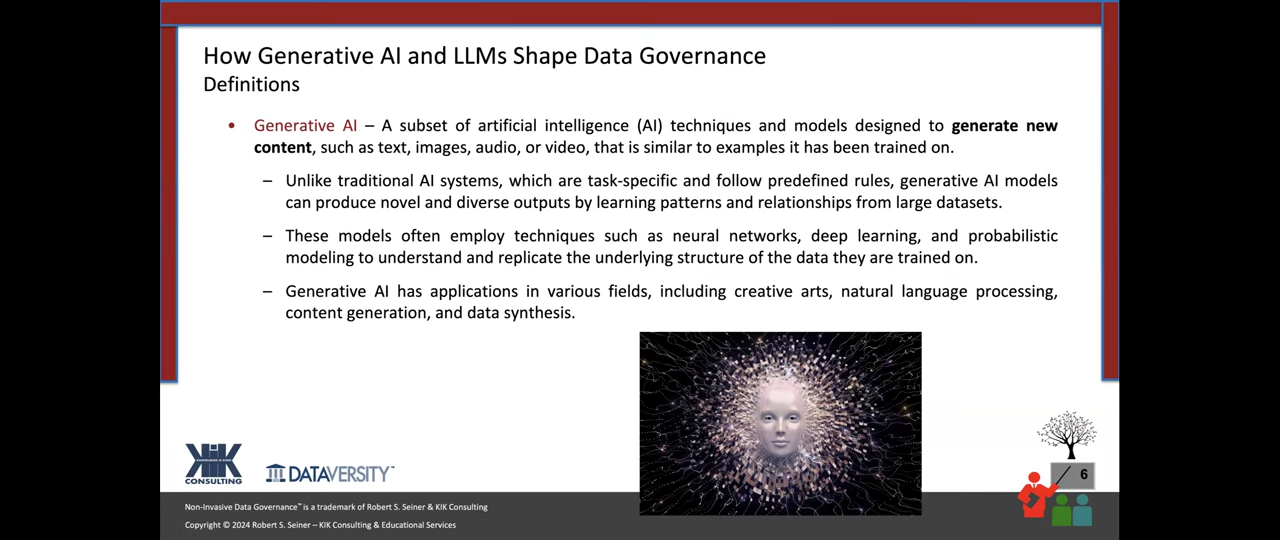 How Generative AI and LLMs Shape Data Governance
Definitions
• Generative AI – A subset of artificial intelligence (AI) techniques and models designed to generate new
content, such as text, images, audio, or video, that is similar to examples it has been trained on.
– Unlike traditional AI systems, which are task-specific and follow predefined rules, generative AI models
can produce novel and diverse outputs by learning patterns and relationships from large datasets.
– These models often employ techniques such as neural networks, deep learning, and probabilistic
modeling to understand and replicate the underlying structure of the data they are trained on.
– Generative AI has applications in various fields, including creative arts, natural language processing,
content generation, and data synthesis.
KIK
CONSULTING
DATAVERSITY™
6
Non-Invasive Data Governance™ is a trademark of Robert S. Seiner & KIK Consulting
Copyright © 2024 Robert S. Seiner – KIK Consulting & Educational Services